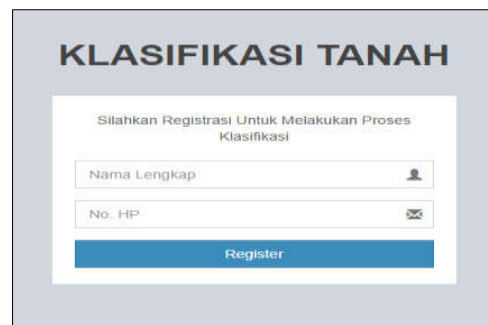 KLASIFIKASI TANAH
Silahkan Registrasi Untuk Melakukan Proses
Klasifikasi
Nama Lengkap
No. HP
Register